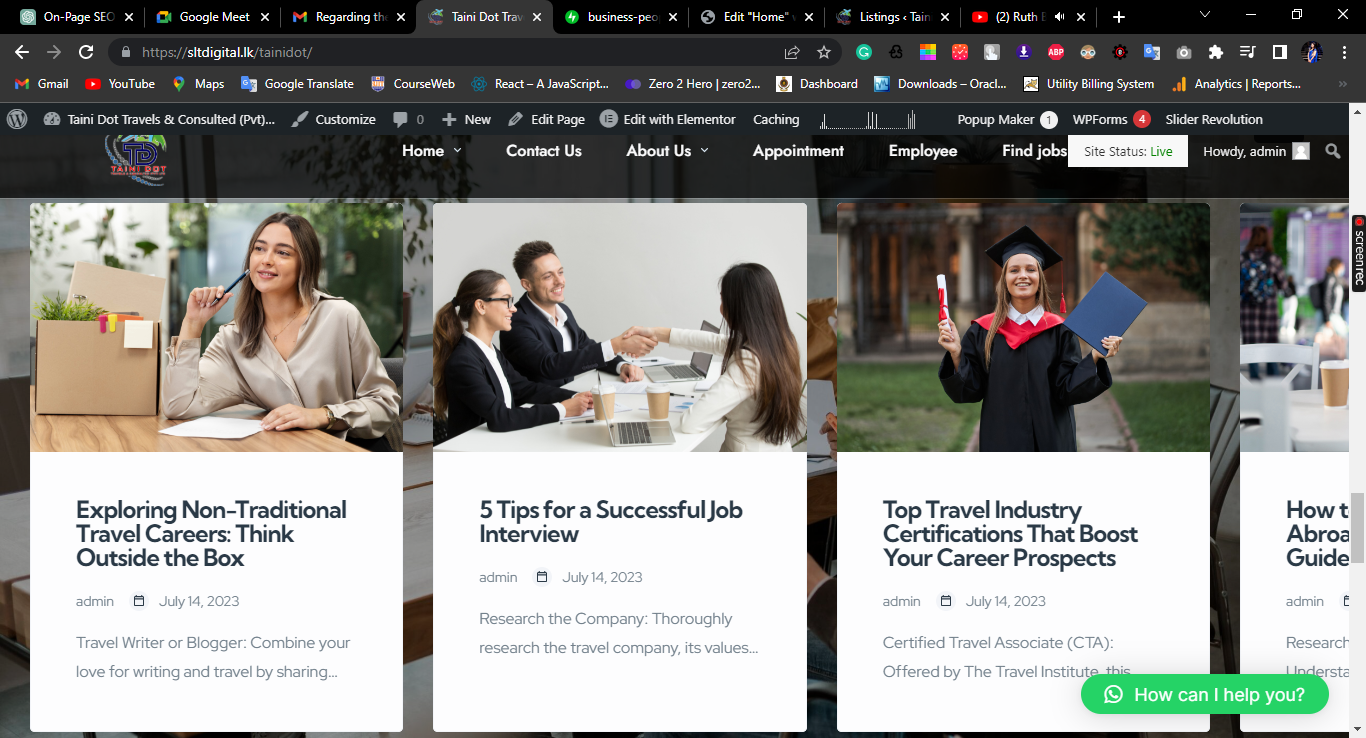 On-Page SEO
Google Meet
Regarding the
Taini Dot Trav
business-peop
Edit "Home"
Listings ‹ Tain
(2) Ruth
https://sltdigital.lk/tainidot/
ABP
Gmail
YouTube
Maps
Google Translate
CourseWeb
React – A JavaScript...
Zero 2 Hero | zero2...
Dashboard
Downloads – Oracl...
Utility Billing System
Analytics | Reports...
»
Taini Dot Travels & Consulted (Pvt)...
Customize
0
New
Edit Page
Edit with Elementor
Caching
Popup Maker 1
WPForms 4
Slider Revolution
TD
TAINI DOT
Home
Contact Us
About Us
Appointment
Employee
Find jobs
Site Status: Live
Howdy, admin
screenrec
Exploring Non-Traditional
Travel Careers: Think
Outside the Box
admin
July 14, 2023
Travel Writer or Blogger: Combine your
love for writing and travel by sharing...
5 Tips for a Successful Job
Interview
admin
July 14, 2023
Research the Company: Thoroughly
research the travel company, its values...
Top Travel Industry
Certifications That Boost
Your Career Prospects
admin
July 14, 2023
Certified Travel Associate (CTA):
Offered by The Travel Institute, this
How t
Abroa
Guide
admin
Research
Understa
How can I help you?